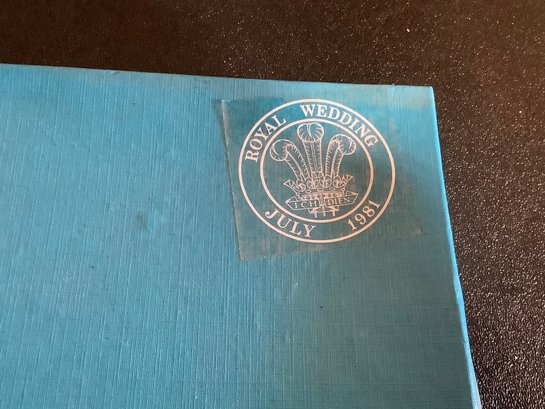 ROYAL WEDDING
ICH DIEN
JULY 1981